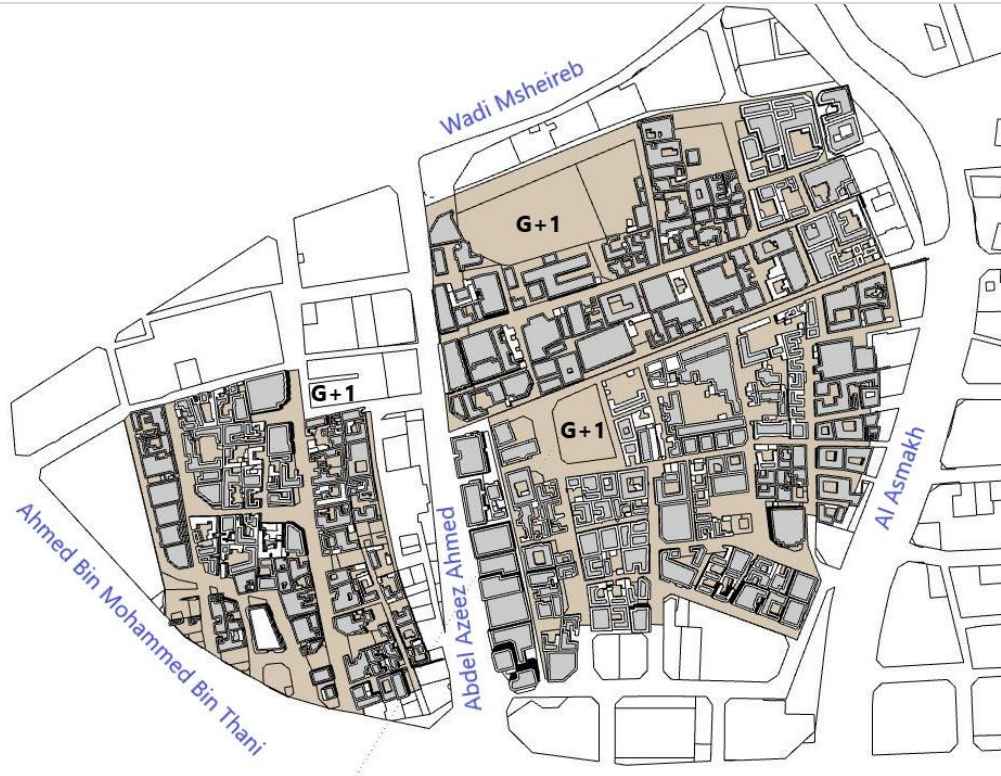 Wadi Msheireb
G+1
G+1
G+1
Al Asmakh
Abdel Azeez Ahmed
Ahmed Bin Mohammed Bin Thani